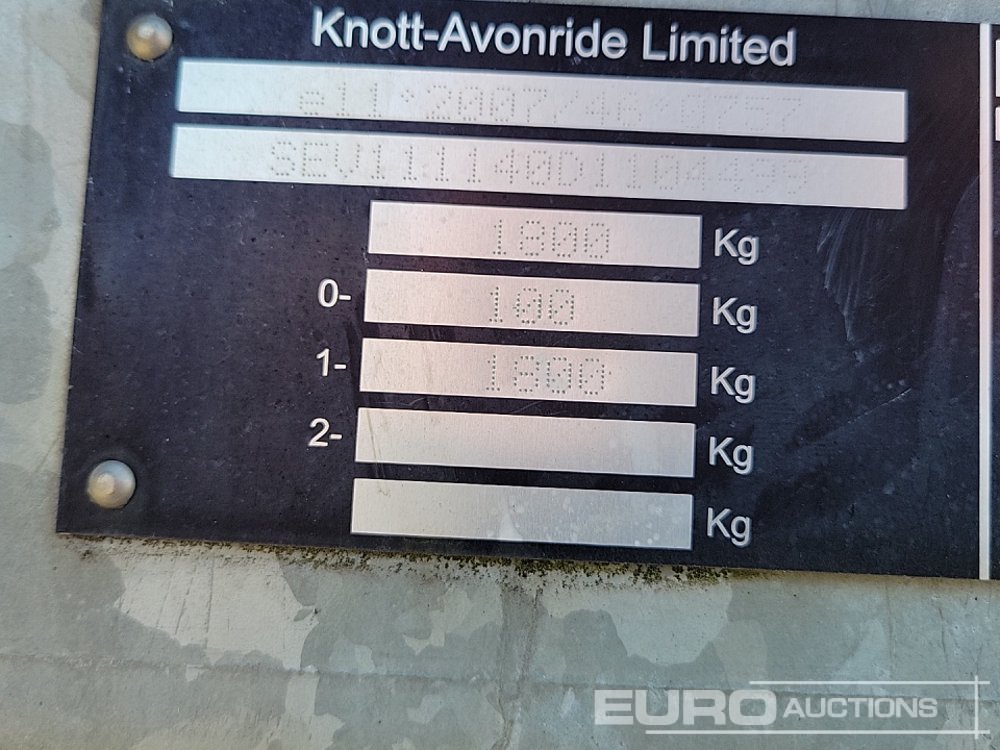 Knott-Avonride Limited
e11*2007/46*0757
SEV111140D1104499
1800 Kg
0- 100 Kg
1- 1800 Kg
2- Kg
Kg
EURO AUCTIONS